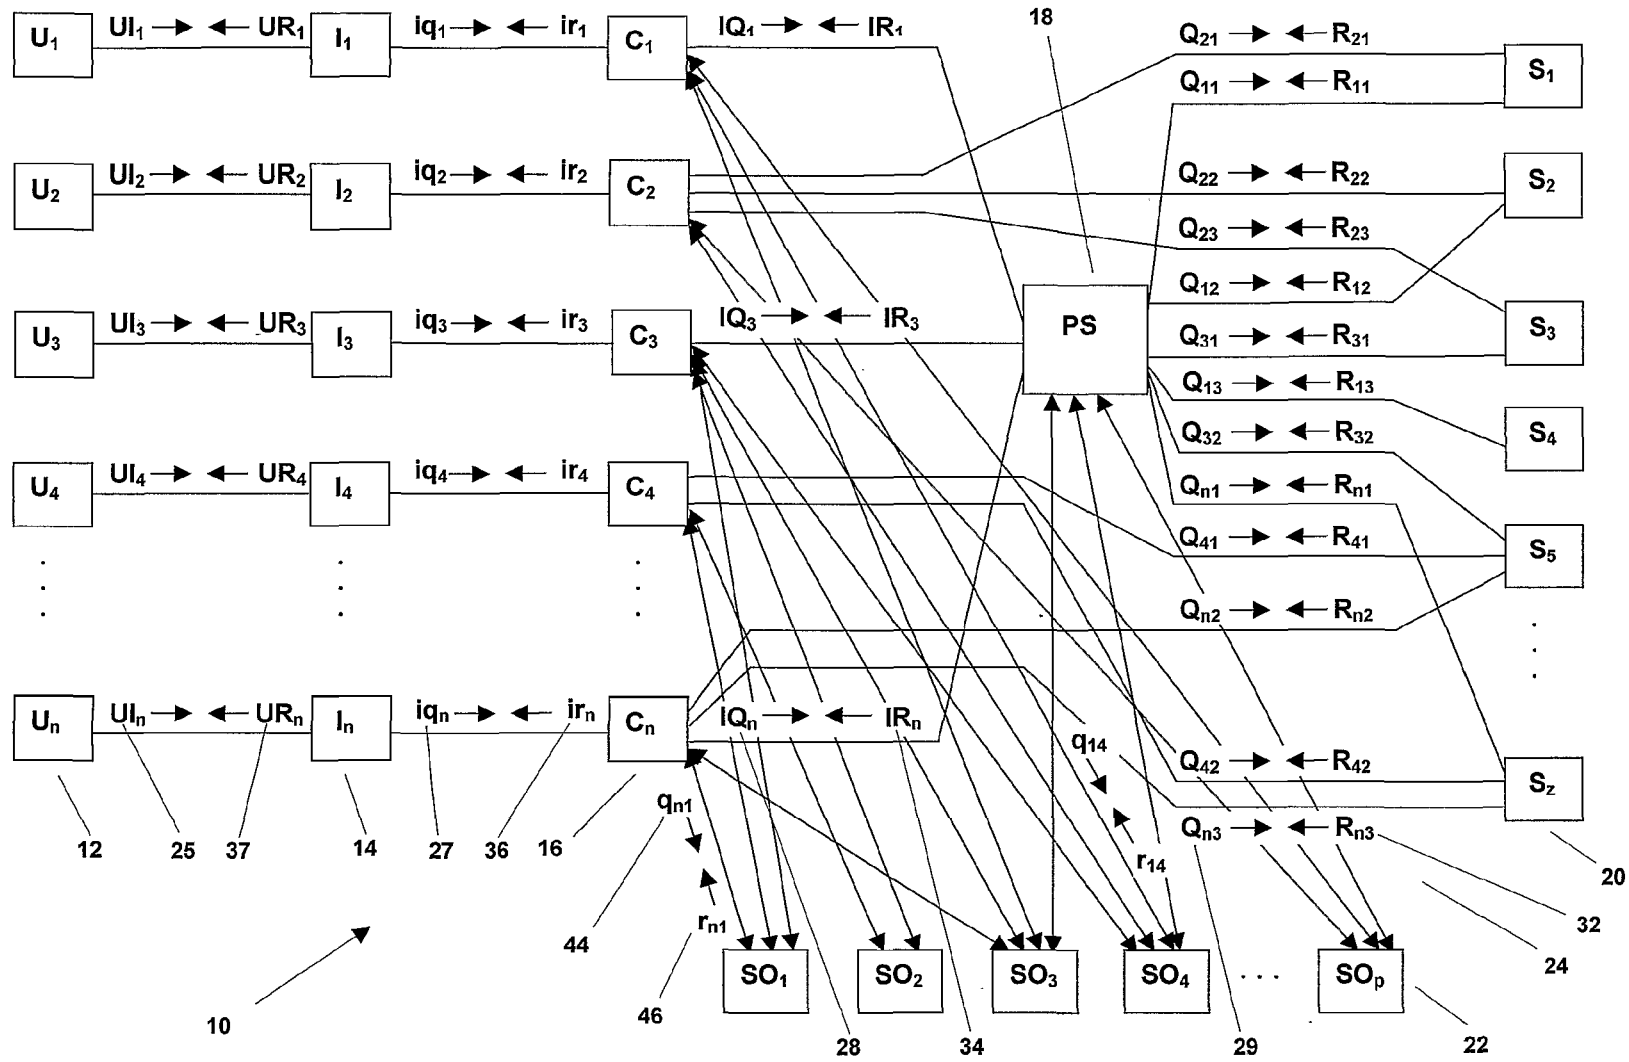 18
U1 UI1 UR1 I1 iq1 ir1 C1 IQ1 IR1
Q21 R21
Q11 R11
S1
U2 UI2 UR2 I2 iq2 ir2 C2
Q22 R22
S2
Q23 R23
Q12 R12
U3 UI3 UR3 I3 iq3 ir3 C3 IQ3 IR3 PS
Q31 R31
S3
Q13 R13
Q32 R32
S4
U4 UI4 UR4 I4 iq4 ir4 C4
Qn1 Rn1
Q41 R41
S5
Qn2 Rn2
Un UIn URn In iqn irn Cn IQn IRn
q14
Q42 R42
Sz
qn1
Qn3 Rn3
12 25 37 14 27 36 16
r14
20
rn1
44
32
SO1 SO2 SO3 SO4 ... SOp
24
10 46 28 34 29 22